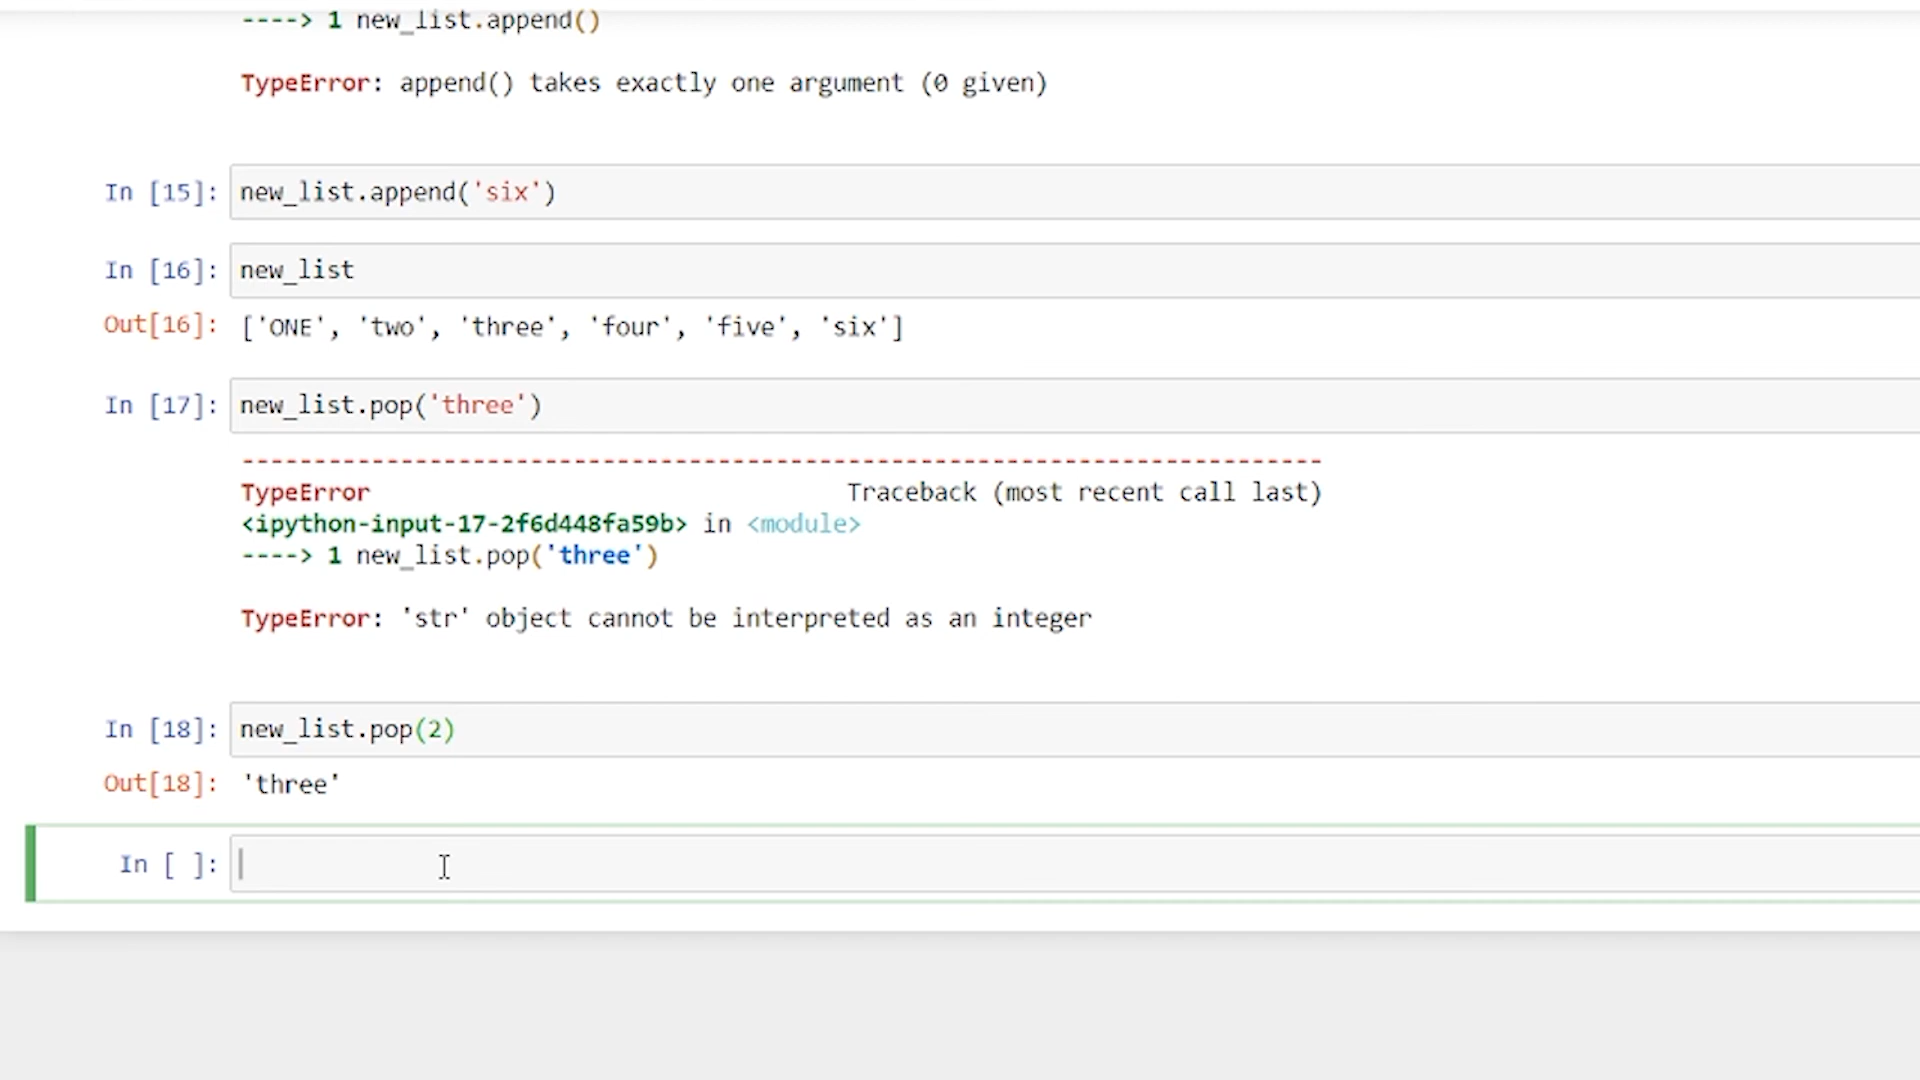 ----> 1 new_list.append()
TypeError: append() takes exactly one argument (0 given)
In [15]: new_list.append('six')
In [16]: new_list
Out[16]: ['ONE', 'two', 'three', 'four', 'five', 'six']
In [17]: new_list.pop('three')
---------------------------------------------------------------------------
TypeError Traceback (most recent call last)
<ipython-input-17-2f6d448fa59b> in <module>
----> 1 new_list.pop('three')
TypeError: 'str' object cannot be interpreted as an integer
In [18]: new_list.pop(2)
Out[18]: 'three'
In [ ]: